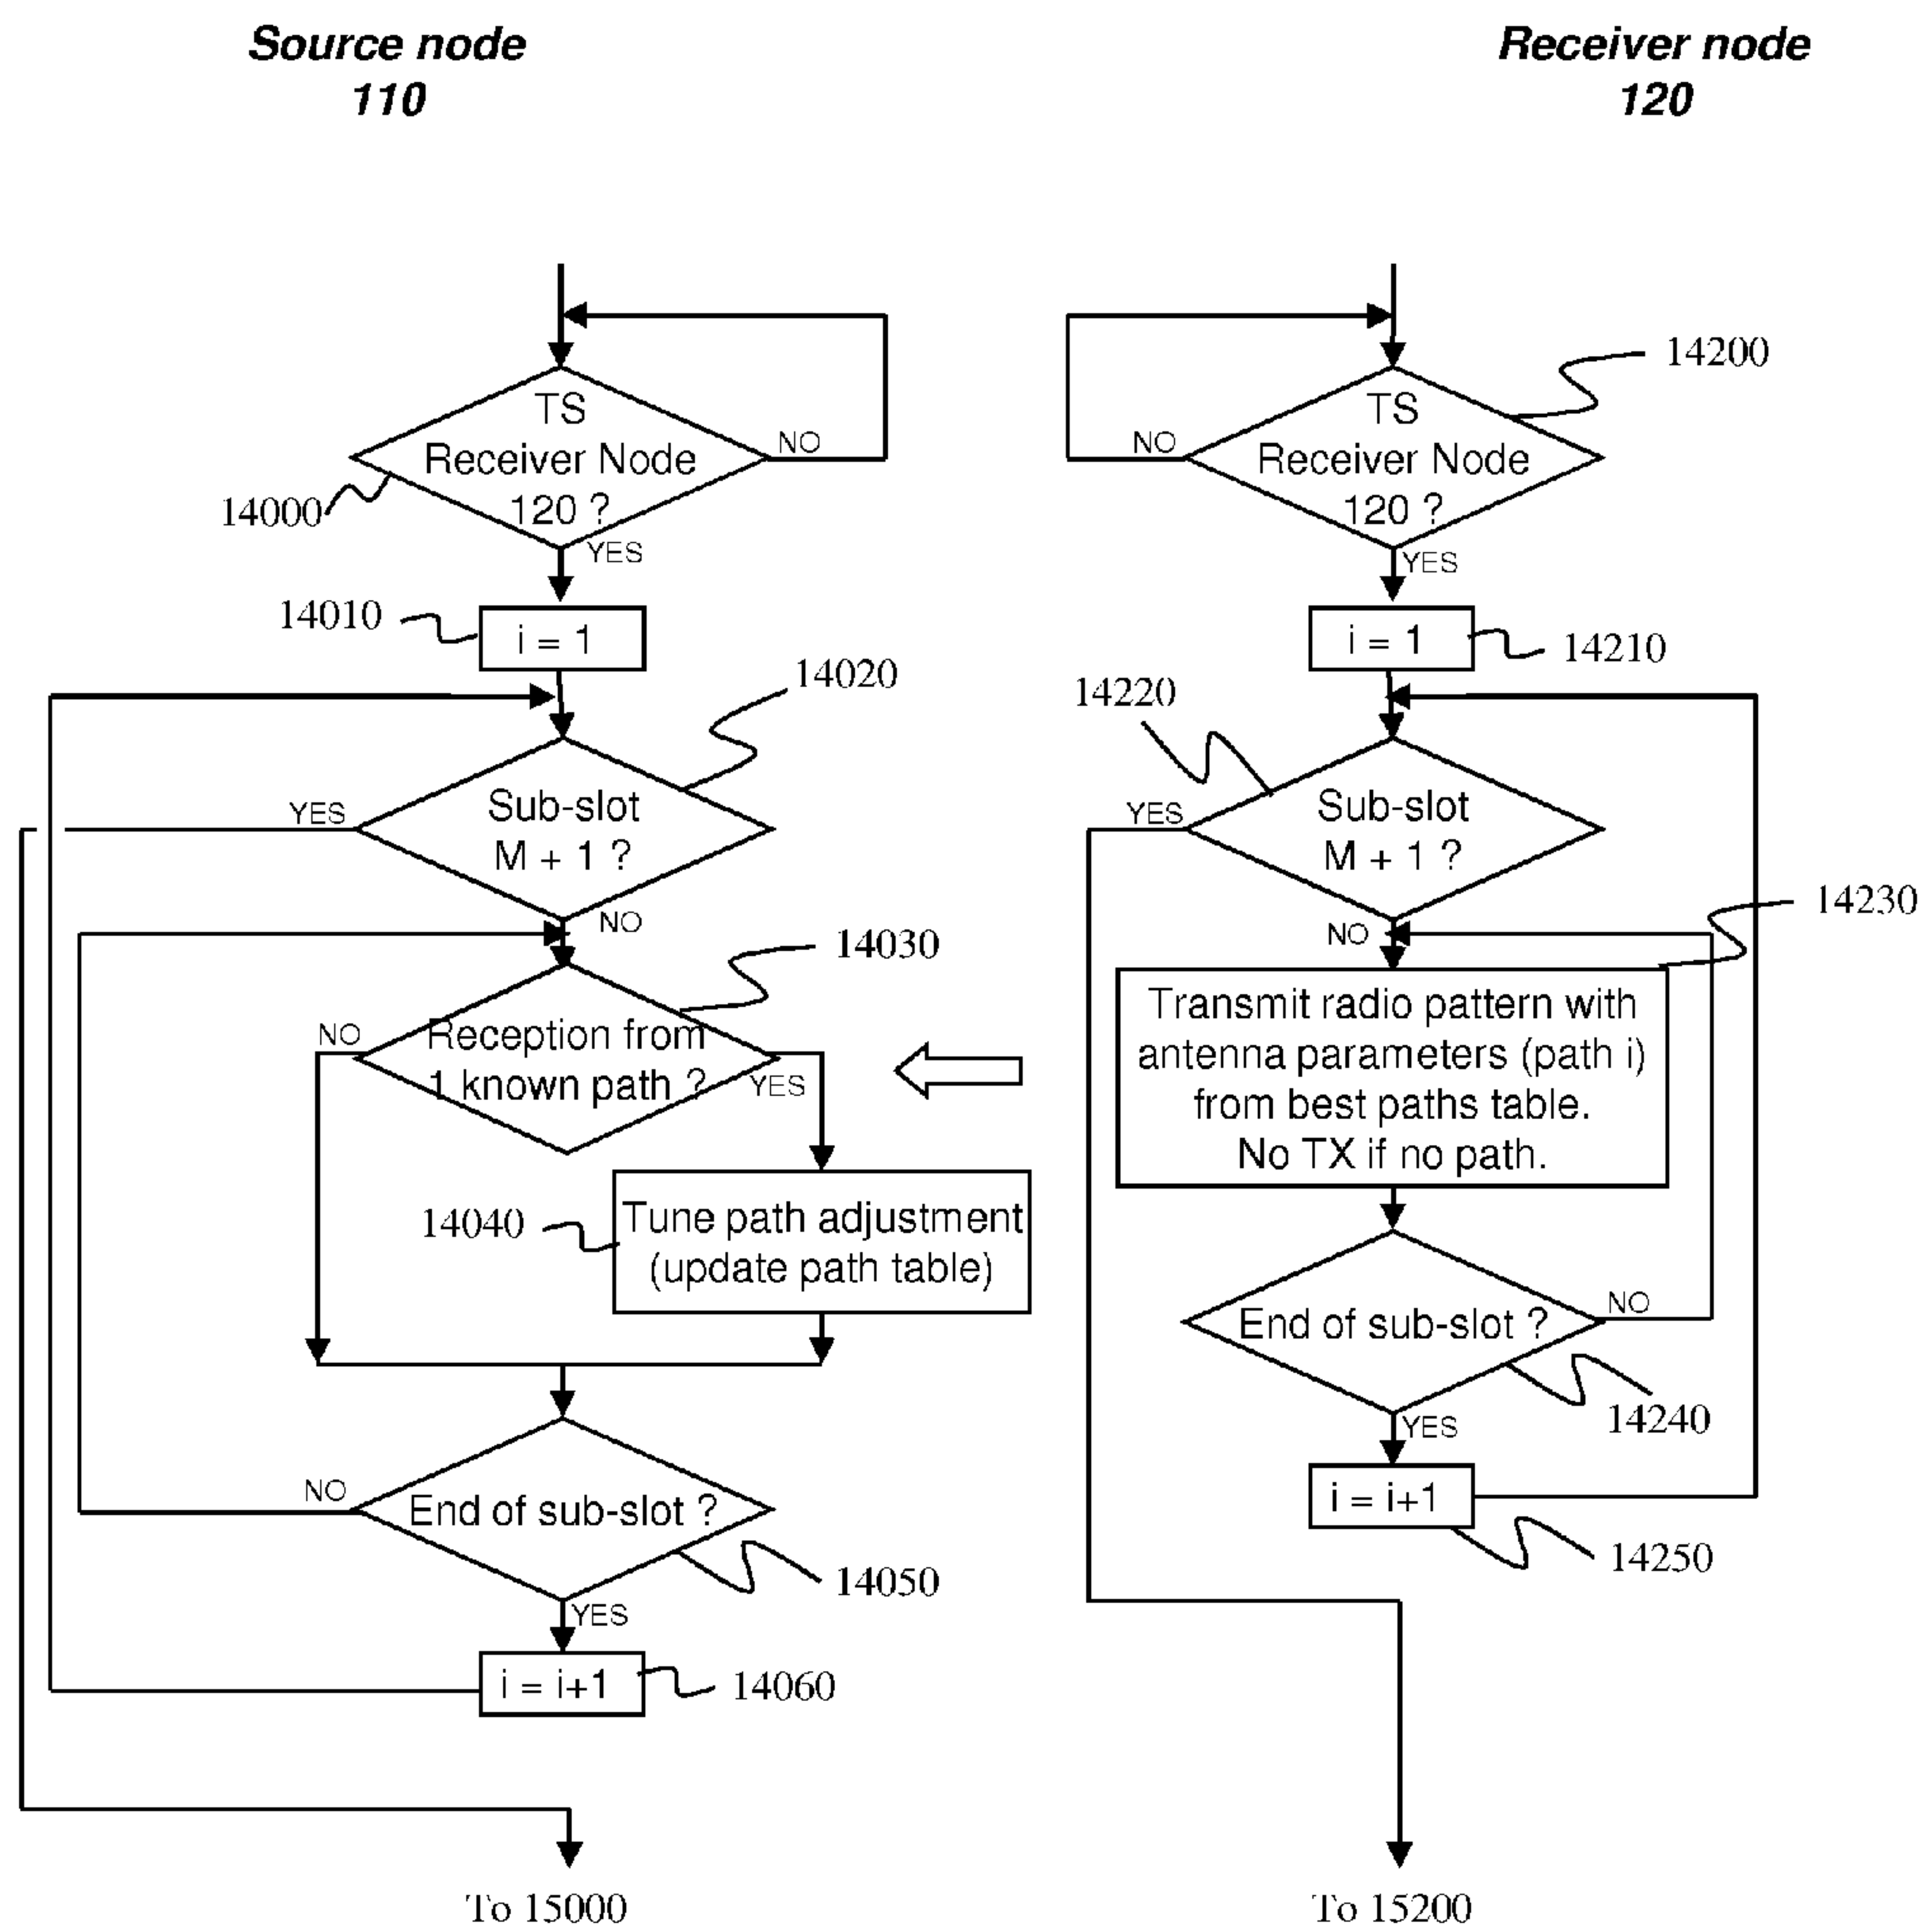 Source node
110
Receiver node
120
TS
Receiver Node
120 ?
NO
YES
14000
14010
i = 1
14020
YES
Sub-slot
M + 1 ?
NO
14030
NO
Reception from
1 known path ?
YES
14040
Tune path adjustment
(update path table)
NO
End of sub-slot ?
14050
YES
i = i+1
14060
To 15000
14200
TS
Receiver Node
120 ?
NO
YES
i = 1
14210
14220
YES
Sub-slot
M + 1 ?
NO
14230
Transmit radio pattern with
antenna parameters (path i)
from best paths table.
No TX if no path.
End of sub-slot ?
NO
14240
YES
i = i+1
14250
To 15200